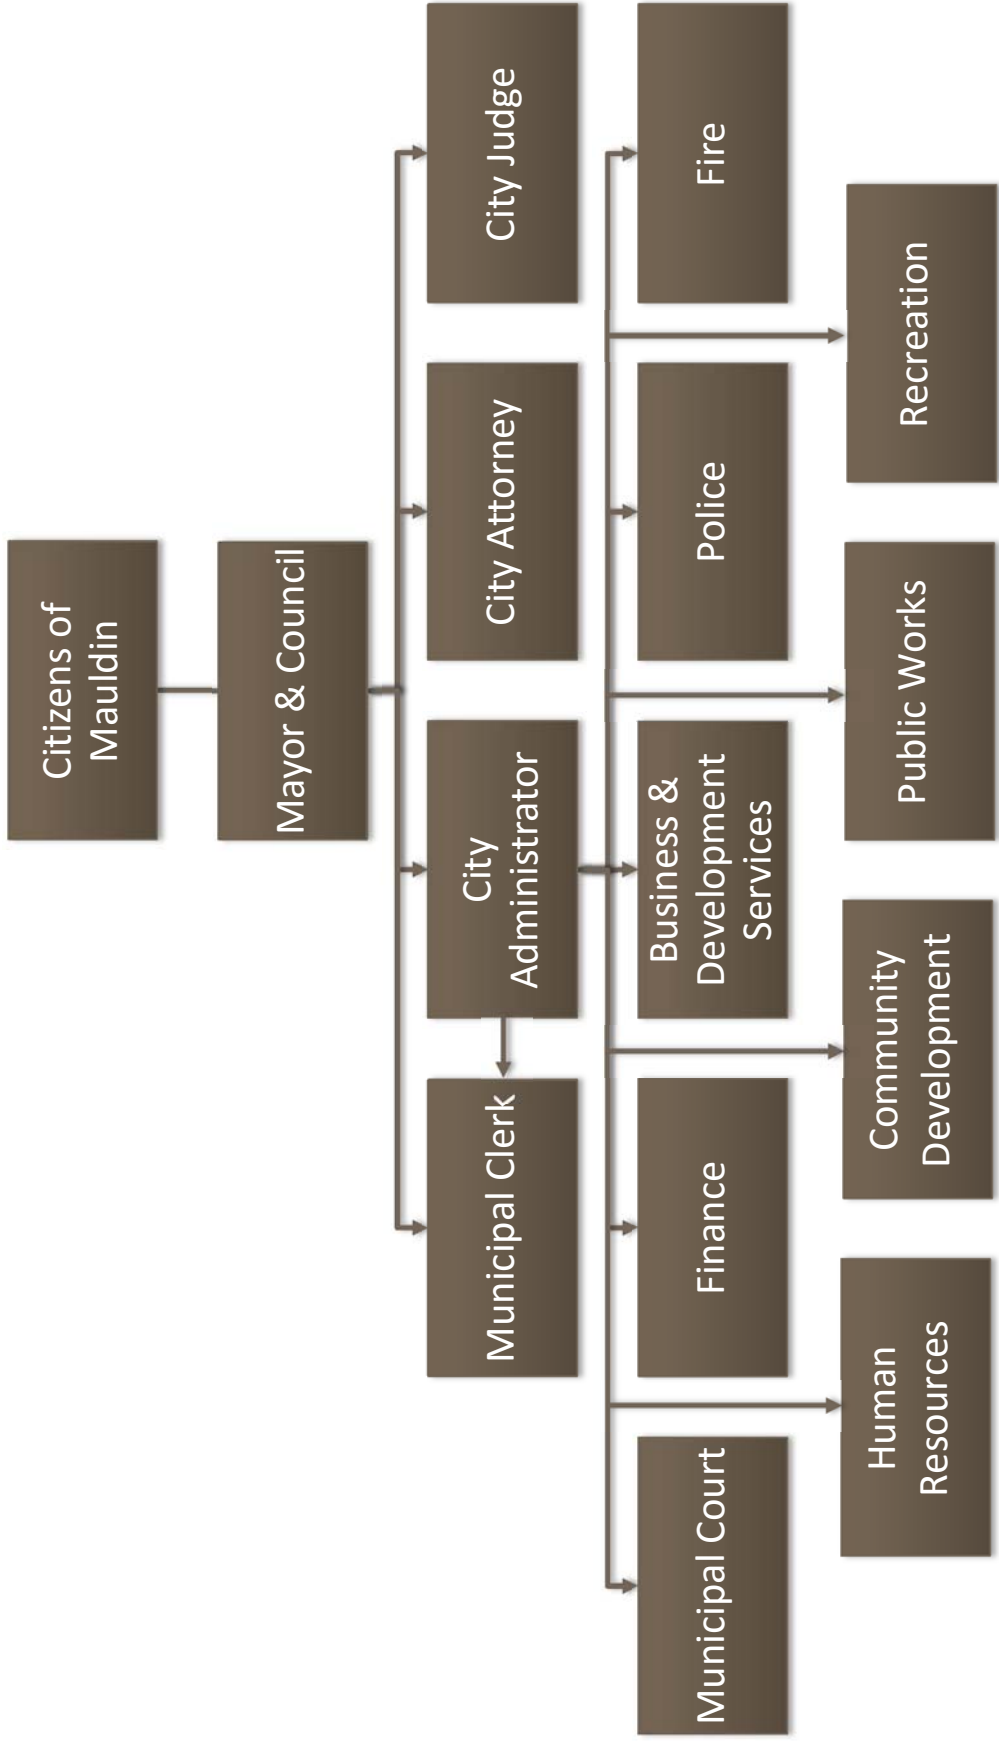 Citizens of
Mauldin
Mayor & Council
Municipal Clerk
City
Administrator
City Attorney
City Judge
Municipal Court
Finance
Business &
Development
Services
Police
Fire
Human
Resources
Community
Development
Public Works
Recreation